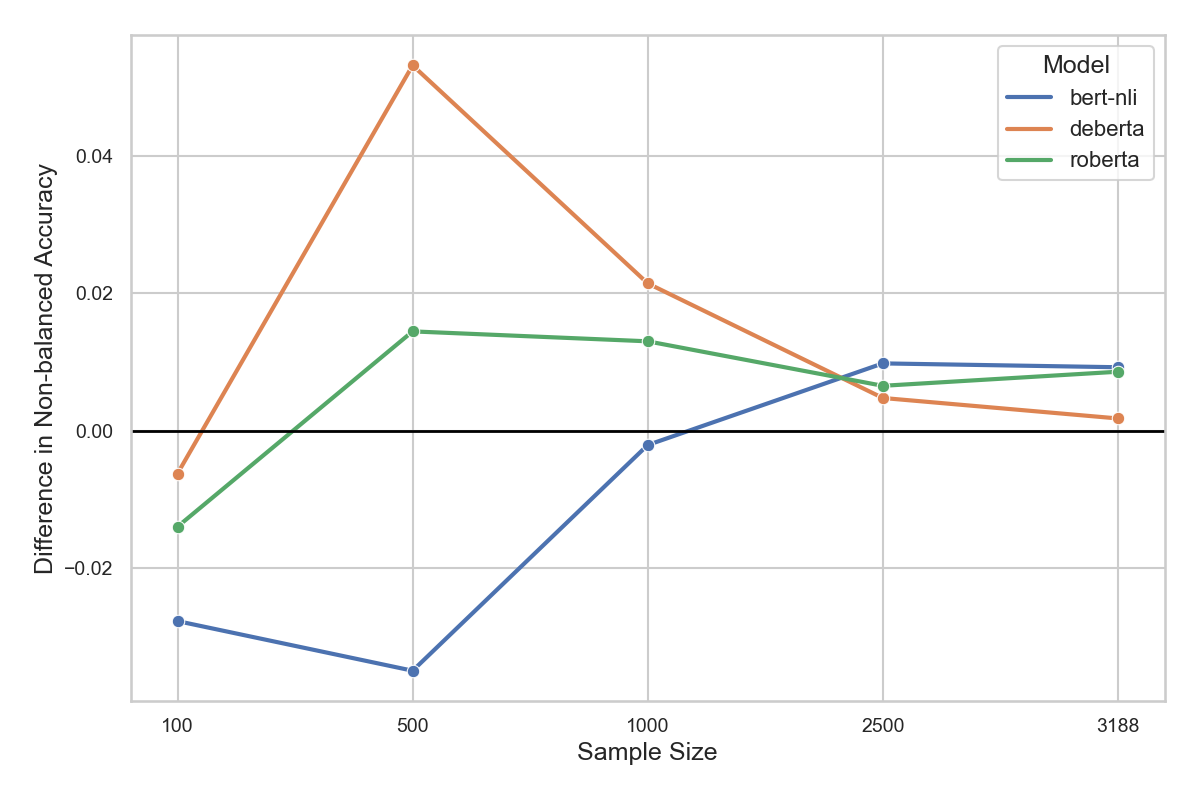 Model
bert-nli
deberta
roberta
Difference in Non-balanced Accuracy
0.04
0.02
0.00
−0.02
100 500 1000 2500 3188
Sample Size